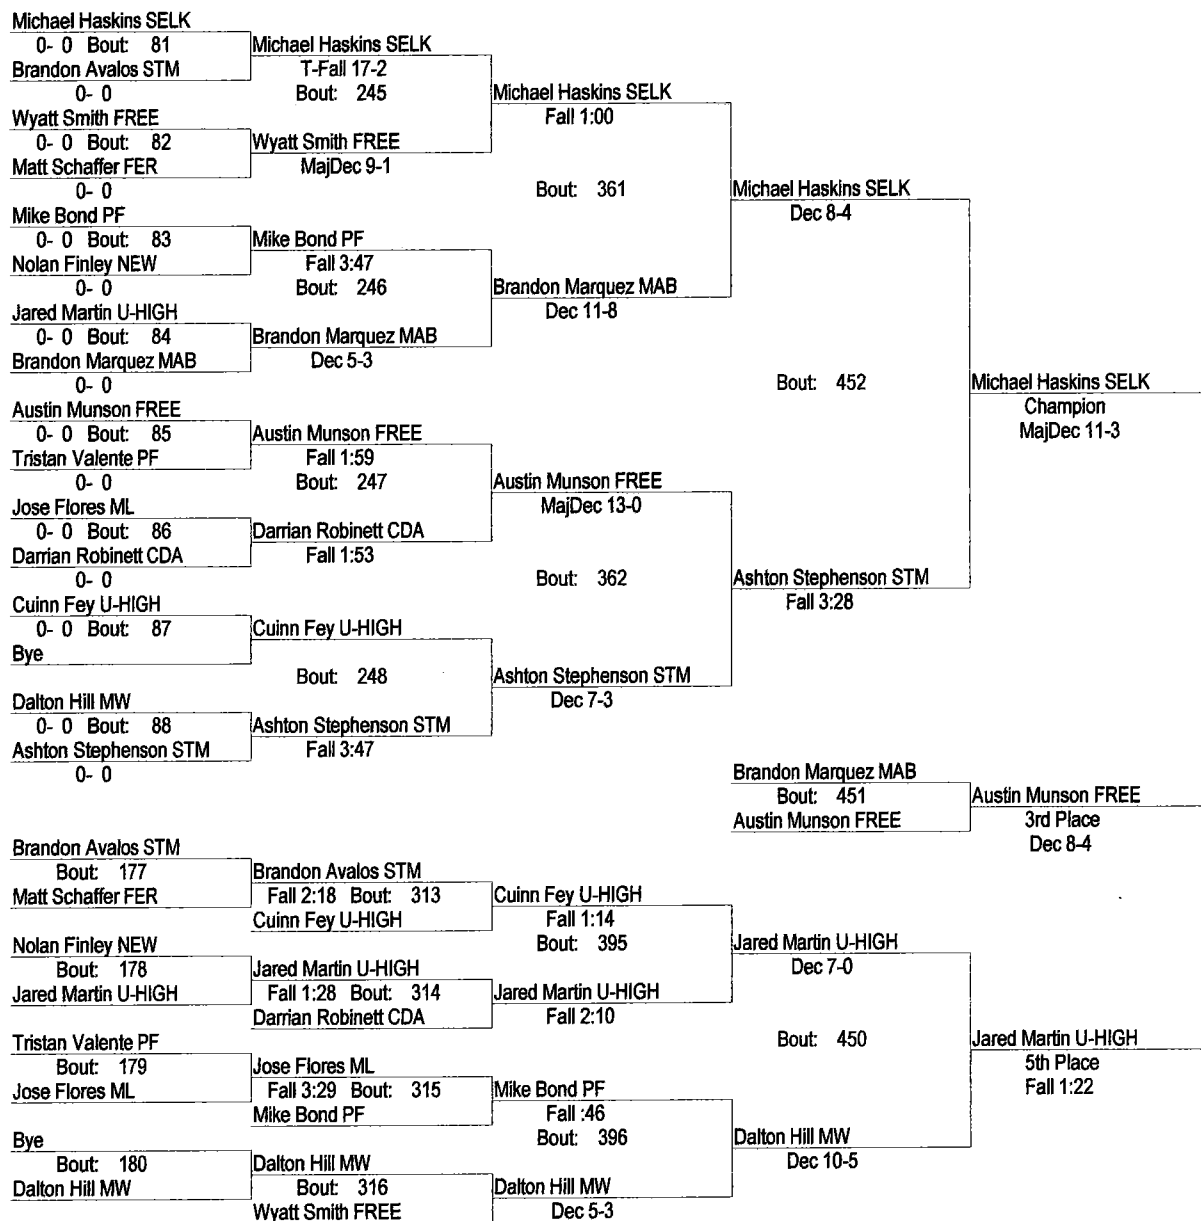 Michael Haskins SELK
0- 0 Bout: 81
Brandon Avalos STM
0- 0
Wyatt Smith FREE
0- 0 Bout: 82
Matt Schaffer FER
0- 0
Mike Bond PF
0- 0 Bout: 83
Nolan Finley NEW
0- 0
Jared Martin U-HIGH
0- 0 Bout: 84
Brandon Marquez MAB
0- 0
Austin Munson FREE
0- 0 Bout: 85
Tristan Valente PF
0- 0
Jose Flores ML
0- 0 Bout: 86
Darrian Robinett CDA
0- 0
Cuinn Fey U-HIGH
0- 0 Bout: 87
Bye
Dalton Hill MW
0- 0 Bout: 88
Ashton Stephenson STM
0- 0
Michael Haskins SELK
T-Fall 17-2
Bout: 245
Wyatt Smith FREE
MajDec 9-1
Mike Bond PF
Fall 3:47
Bout: 246
Brandon Marquez MAB
Dec 5-3
Austin Munson FREE
Fall 1:59
Bout: 247
Darrian Robinett CDA
Fall 1:53
Cuinn Fey U-HIGH
Bout: 248
Ashton Stephenson STM
Fall 3:47
Michael Haskins SELK
Fall 1:00
Bout: 361
Brandon Marquez MAB
Dec 11-8
Austin Munson FREE
MajDec 13-0
Bout: 362
Ashton Stephenson STM
Dec 7-3
Michael Haskins SELK
Dec 8-4
Bout: 452
Ashton Stephenson STM
Fall 3:28
Michael Haskins SELK
Champion
MajDec 11-3
Brandon Marquez MAB
Bout: 451
Austin Munson FREE
Austin Munson FREE
3rd Place
Dec 8-4
Brandon Avalos STM
Bout: 177
Matt Schaffer FER
Nolan Finley NEW
Bout: 178
Jared Martin U-HIGH
Tristan Valente PF
Bout: 179
Jose Flores ML
Bye
Bout: 180
Dalton Hill MW
Brandon Avalos STM
Fall 2:18 Bout: 313
Cuinn Fey U-HIGH
Jared Martin U-HIGH
Fall 1:28 Bout: 314
Darrian Robinett CDA
Jose Flores ML
Fall 3:29 Bout: 315
Mike Bond PF
Dalton Hill MW
Bout: 316
Wyatt Smith FREE
Cuinn Fey U-HIGH
Fall 1:14
Bout: 395
Jared Martin U-HIGH
Fall 2:10
Mike Bond PF
Fall :46
Bout: 396
Dalton Hill MW
Dec 5-3
Jared Martin U-HIGH
Dec 7-0
Bout: 450
Dalton Hill MW
Dec 10-5
Jared Martin U-HIGH
5th Place
Fall 1:22